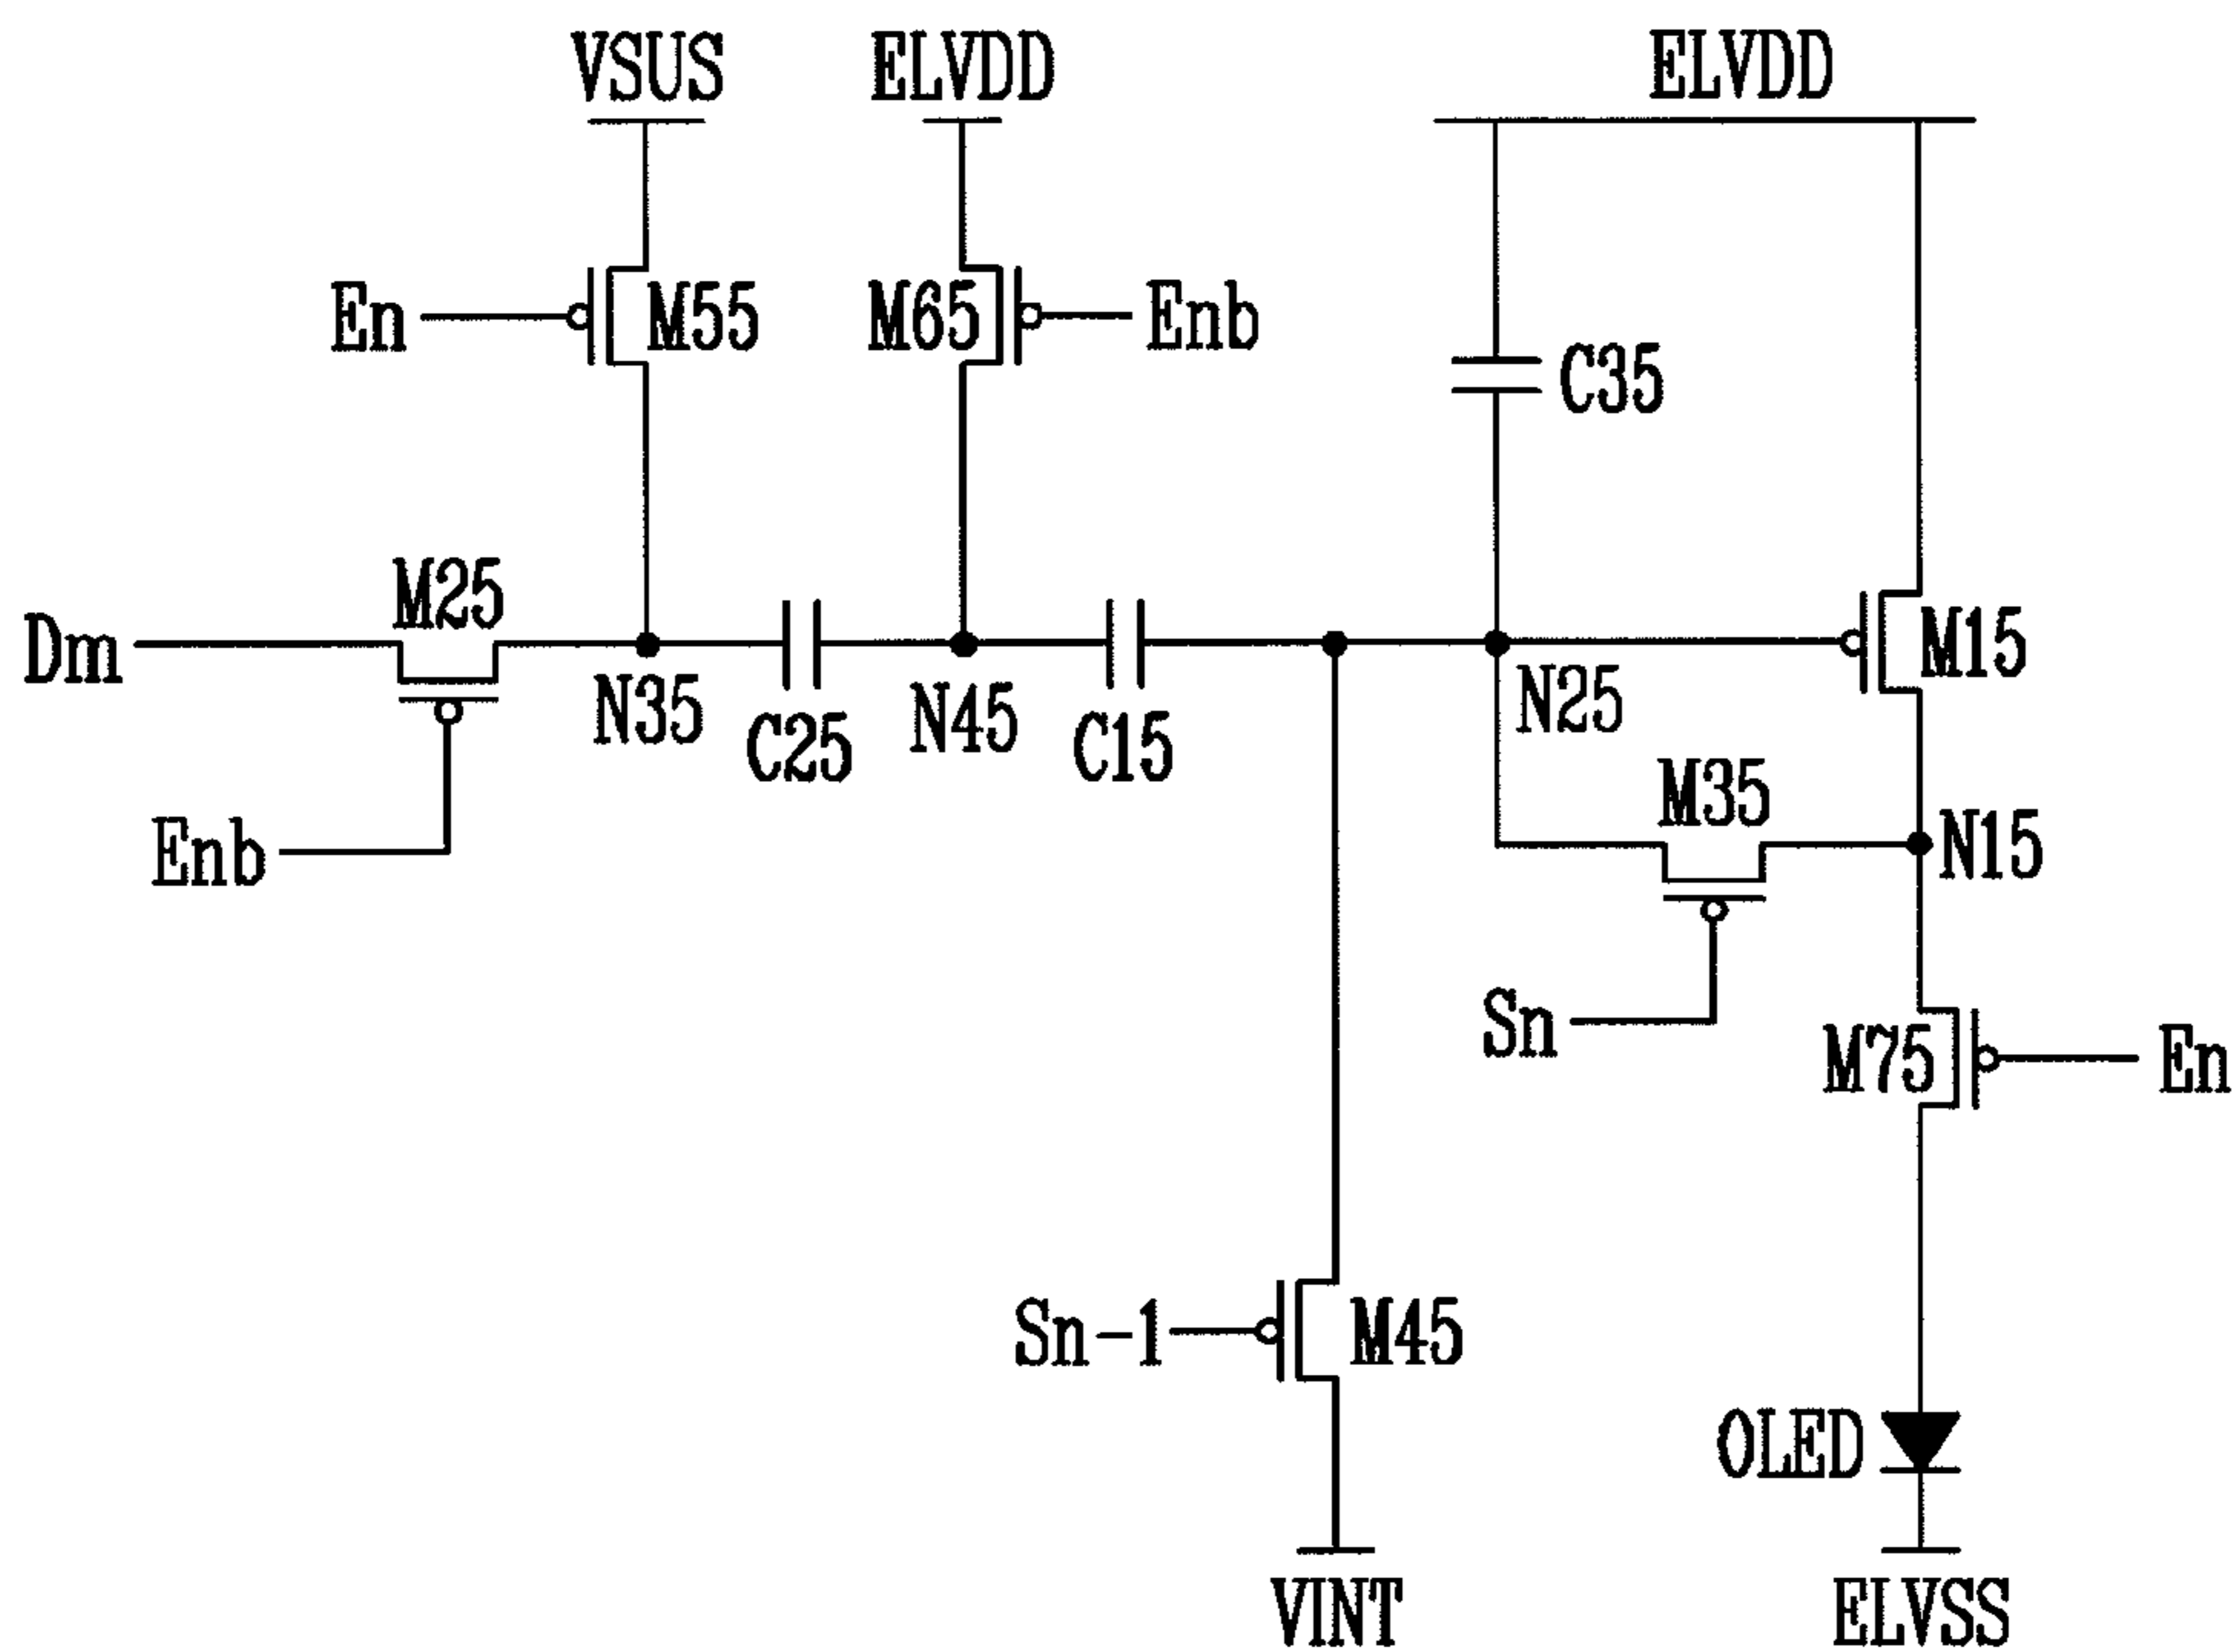 VSUS ELVDD ELVDD
En M55 M65 Enb
C35
M25
Dm M15
N35 N45 N25
C25 C15
M35
Enb N15
Sn M75 En
Sn-1 M45
OLED
VINT ELVSS